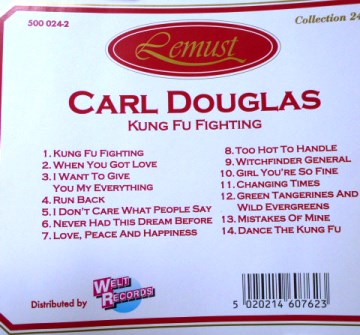 500 024-2
Lemust
Collection 24
CARL DOUGLAS
KUNG FU FIGHTING
1. KUNG FU FIGHTING
2. WHEN YOU GOT LOVE
3. I WANT TO GIVE
YOU MY EVERYTHING
4. RUN BACK
5. I DON'T CARE WHAT PEOPLE SAY
6. NEVER HAD THIS DREAM BEFORE
7. LOVE, PEACE AND HAPPINESS
8. TOO HOT TO HANDLE
9. WITCHFINDER GENERAL
10. GIRL YOU'RE SO FINE
11. CHANGING TIMES
12. GREEN TANGERINES AND
WILD EVERGREENS
13. MISTAKES OF MINE
14. DANCE THE KUNG FU
Distributed by
WELT
RECORDS
5 020214 607623